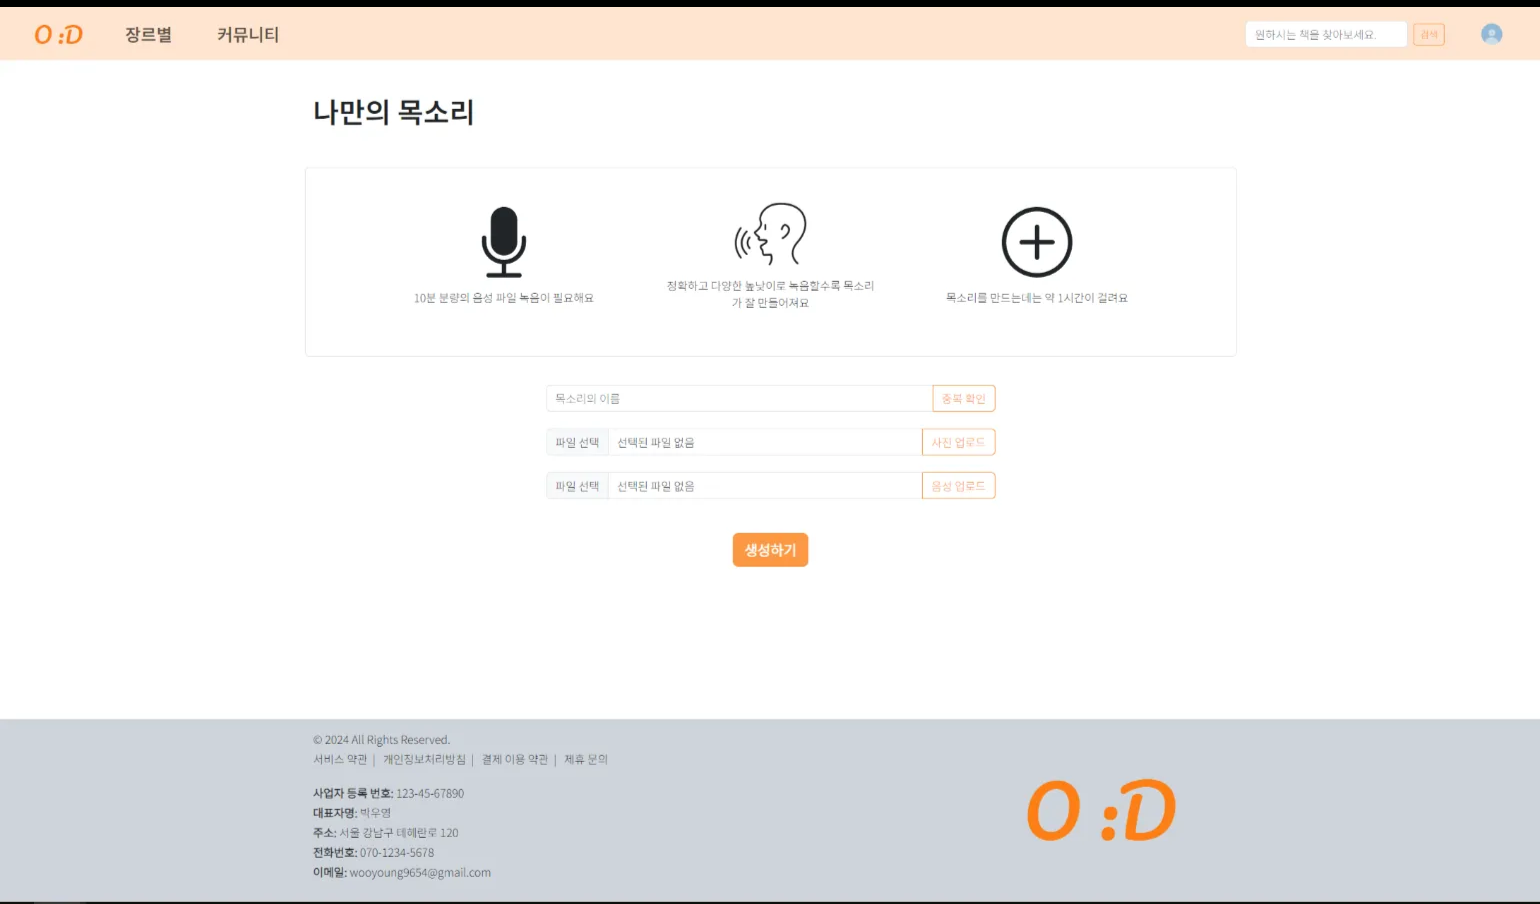 O :D
장르별
커뮤니티
원하시는 책을 찾아보세요.
검색
나만의 목소리
10분 분량의 음성 파일 녹음이 필요해요
정확하고 다양한 높낮이로 녹음할수록 목소리
가 잘 만들어져요
목소리를 만드는데는 약 1시간이 걸려요
목소리의 이름
중복 확인
파일 선택
선택된 파일 없음
사진 업로드
파일 선택
선택된 파일 없음
음성 업로드
생성하기
© 2024 All Rights Reserved.
서비스 약관 | 개인정보처리방침 | 결제 이용 약관 | 제휴 문의
사업자 등록 번호: 123-45-67890
대표자명: 박우영
주소: 서울 강남구 테헤란로 120
전화번호: 070-1234-5678
이메일: wooyoung9654@gmail.com
O :D